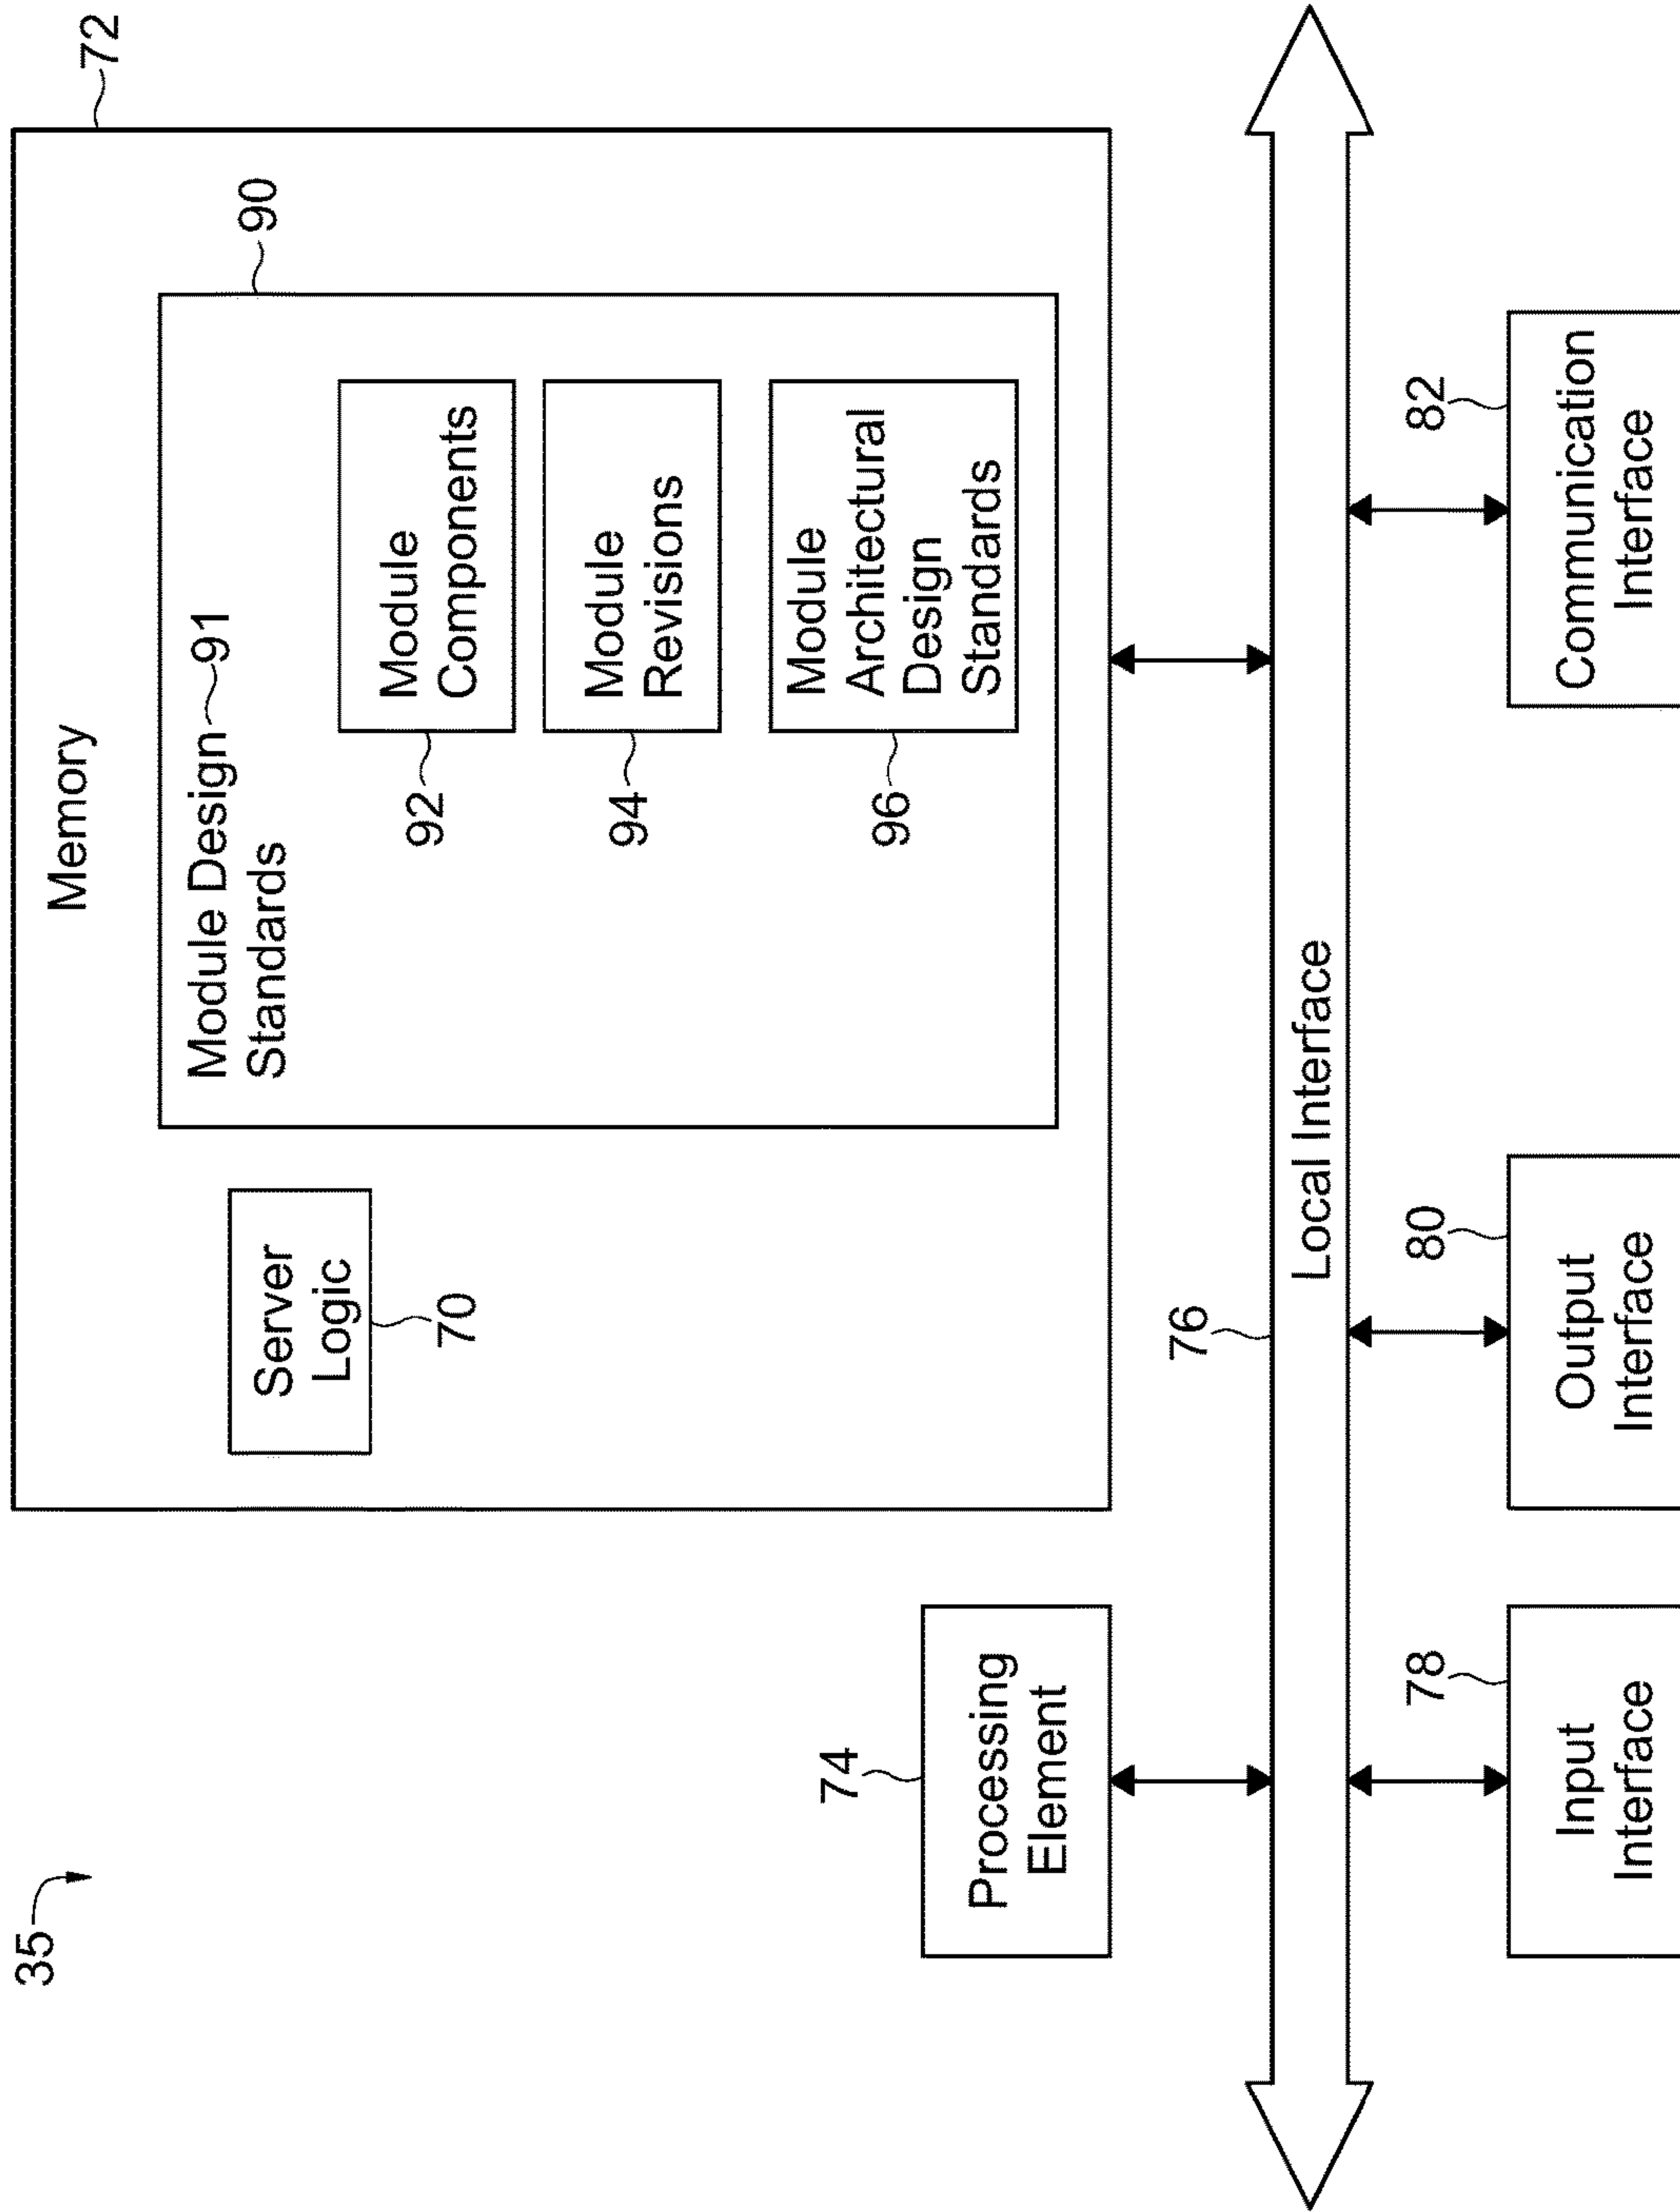 35
72
Memory
90
Module Design 91
Standards
Server
Logic
70
Module
Components
92
Module
Revisions
94
Module
Architectural
Design
Standards
96
74
Processing
Element
76
Local Interface
78
Input
Interface
80
Output
Interface
82
Communication
Interface